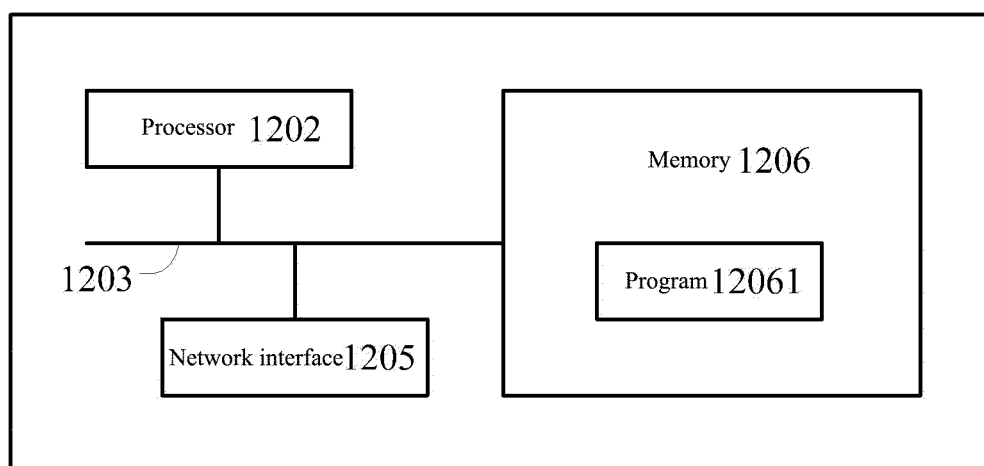 Processor 1202
Memory 1206
1203
Program 12061
Network interface 1205